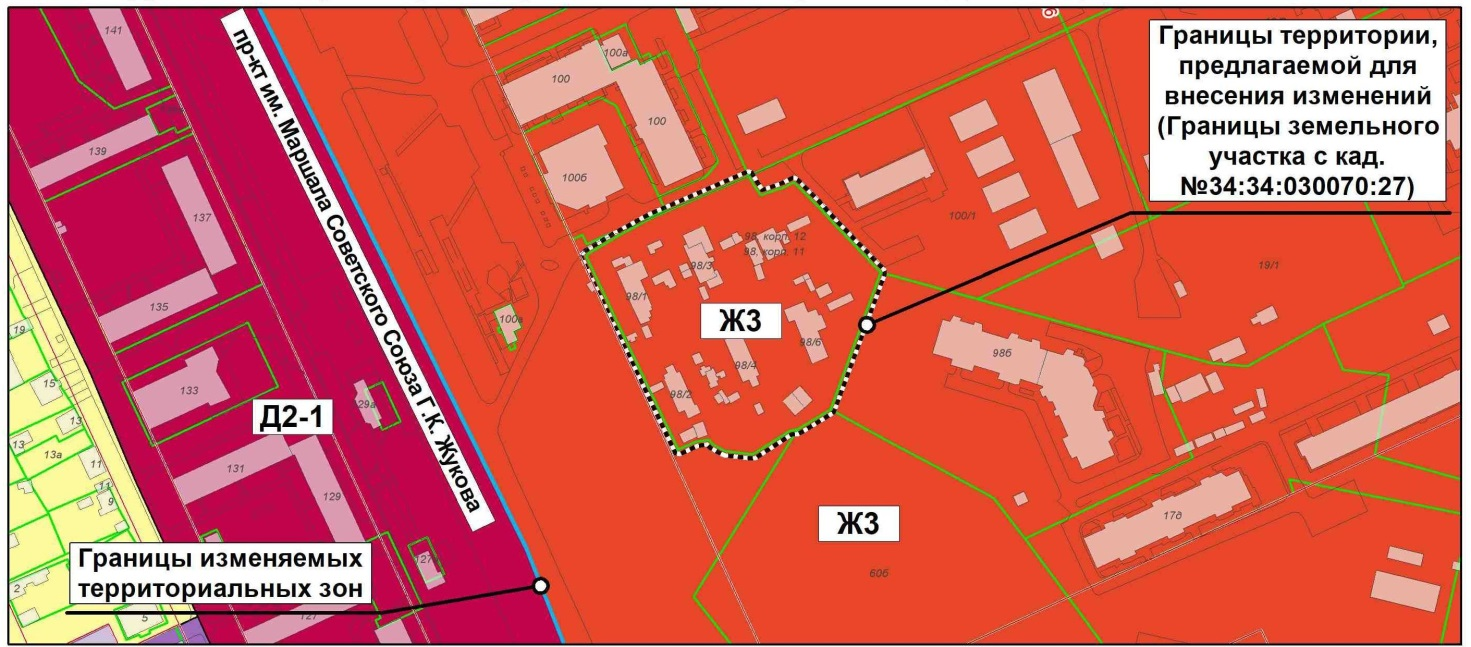 141
139
137
135
133
129а
131
129
127
127
19
15
13
13
13а
11
11
9
2
5
Д2-1
пр-кт им. Маршала Советского Союза Г.К. Жукова
Границы изменяемых
территориальных зон
100
100а
100
100б
100а
98, корп. 12
98, корп. 11
98/3
98/1
Ж3
98/6
98/4
98/2
100/1
19/1
98б
17д
Ж3
60б
Границы территории,
предлагаемой для
внесения изменений
(Границы земельного
участка с кад.
№34:34:030070:27)